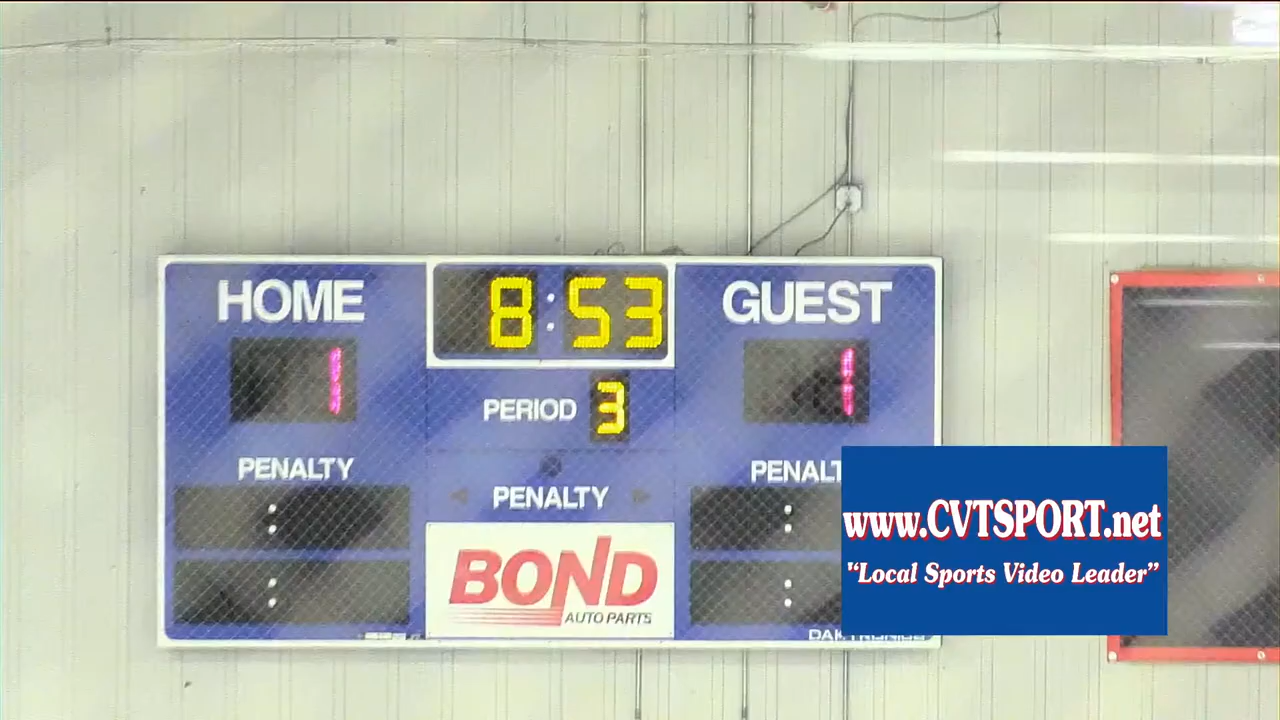 HOME
8:53
GUEST
1
1
PERIOD 3
PENALTY
PENALTY
PENALT
BOND
AUTO PARTS
DAKTRONICS
www.CVTSPORT.net
"Local Sports Video Leader"